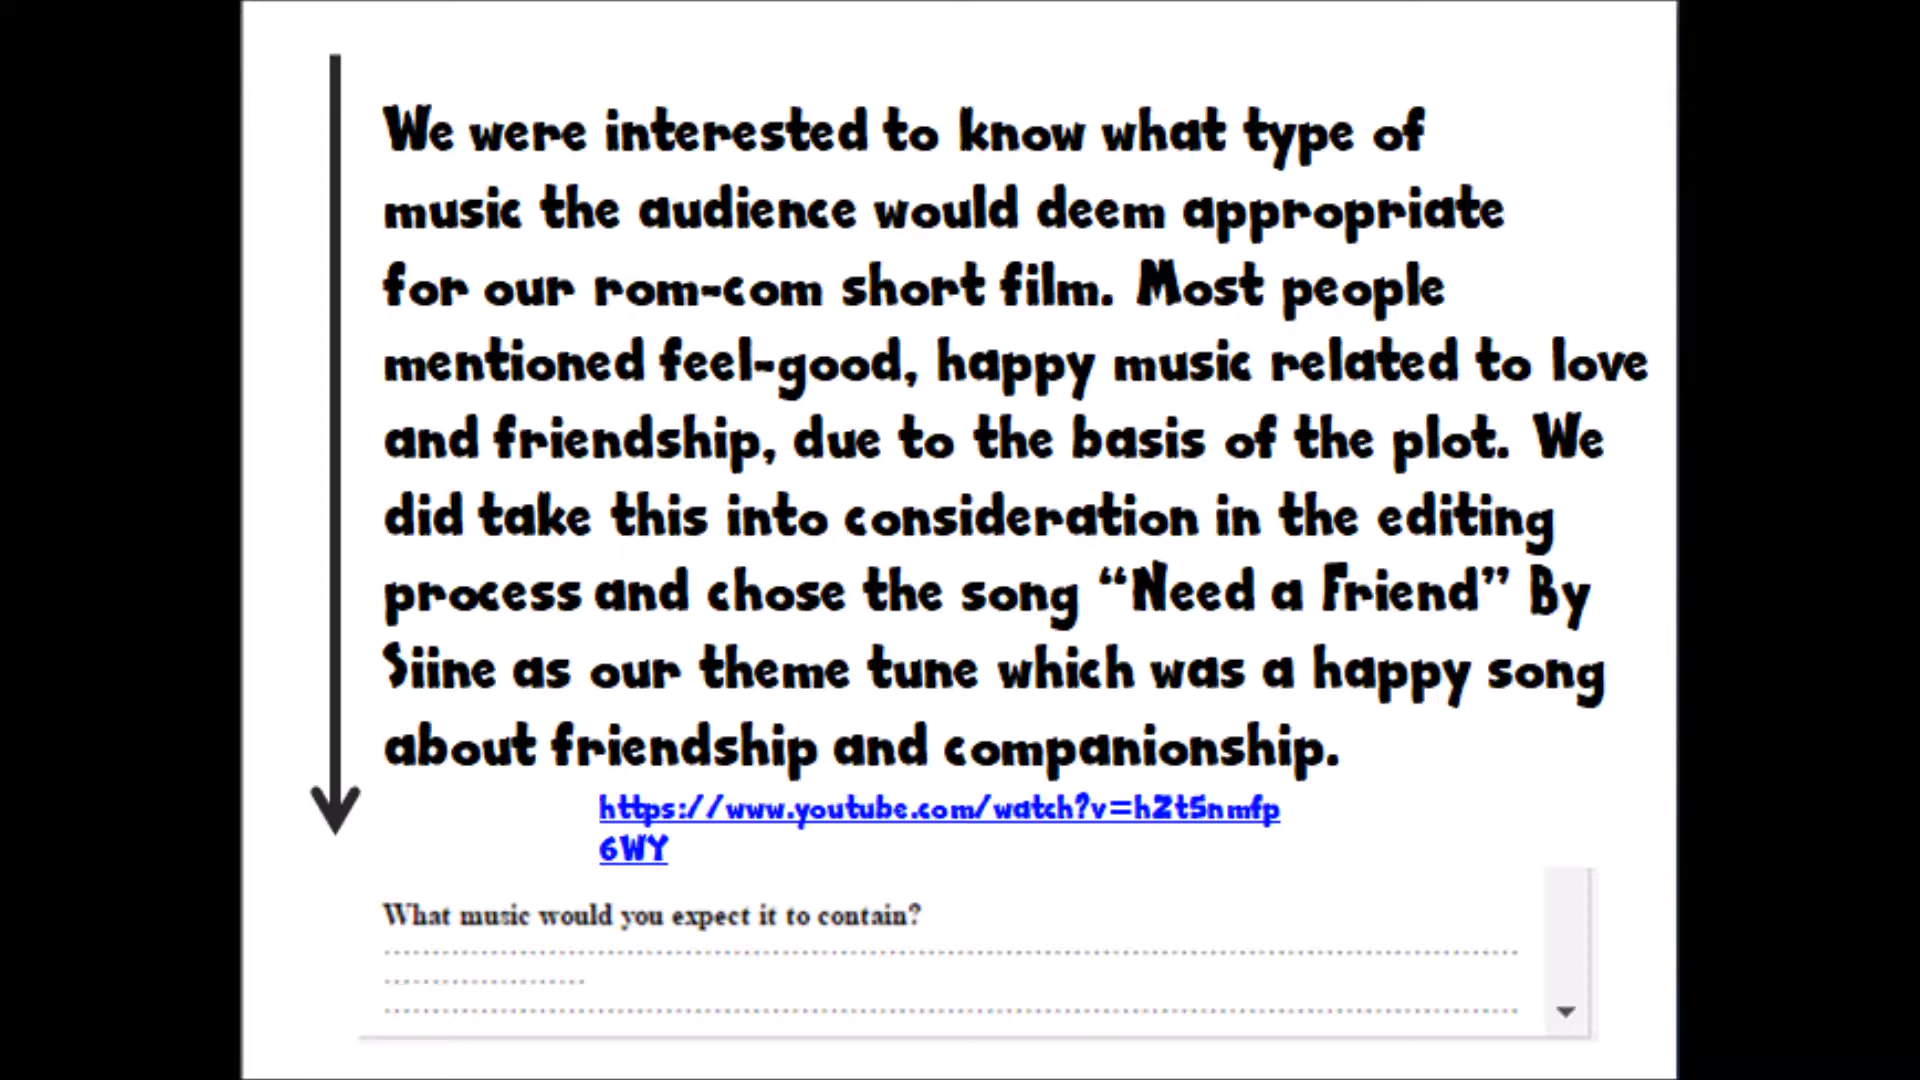 We were interested to know what type of
music the audience would deem appropriate
for our rom-com short film. Most people
mentioned feel-good, happy music related to love
and friendship, due to the basis of the plot. We
did take this into consideration in the editing
process and chose the song “Need a Friend” By
Siine as our theme tune which was a happy song
about friendship and companionship.
https://www.youtube.com/watch?v=hZt5nmfp
6WY
What music would you expect it to contain?